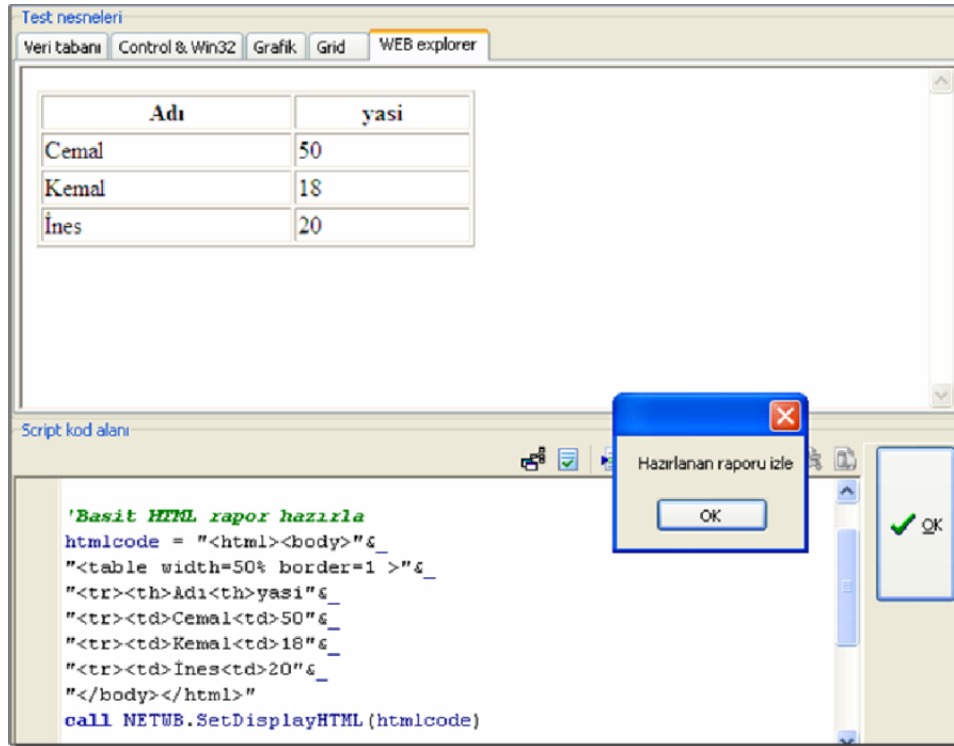 Test nesneleri
Veri tabanı Control & Win32 Grafik Grid WEB explorer
Adı yasi
Cemal 50
Kemal 18
İnes 20
Script kod alanı
Hazırlanan raporu izle
OK
OK
'Basit HTML rapor hazırla
htmlcode = "<html><body>"&_
"<table width=50% border=1 >"&_
"<tr><th>Adı<th>yasi"&_
"<tr><td>Cemal<td>50"&_
"<tr><td>Kemal<td>18"&_
"<tr><td>İnes<td>20"&_
"</body></html>"
call NETWB.SetDisplayHTML(htmlcode)